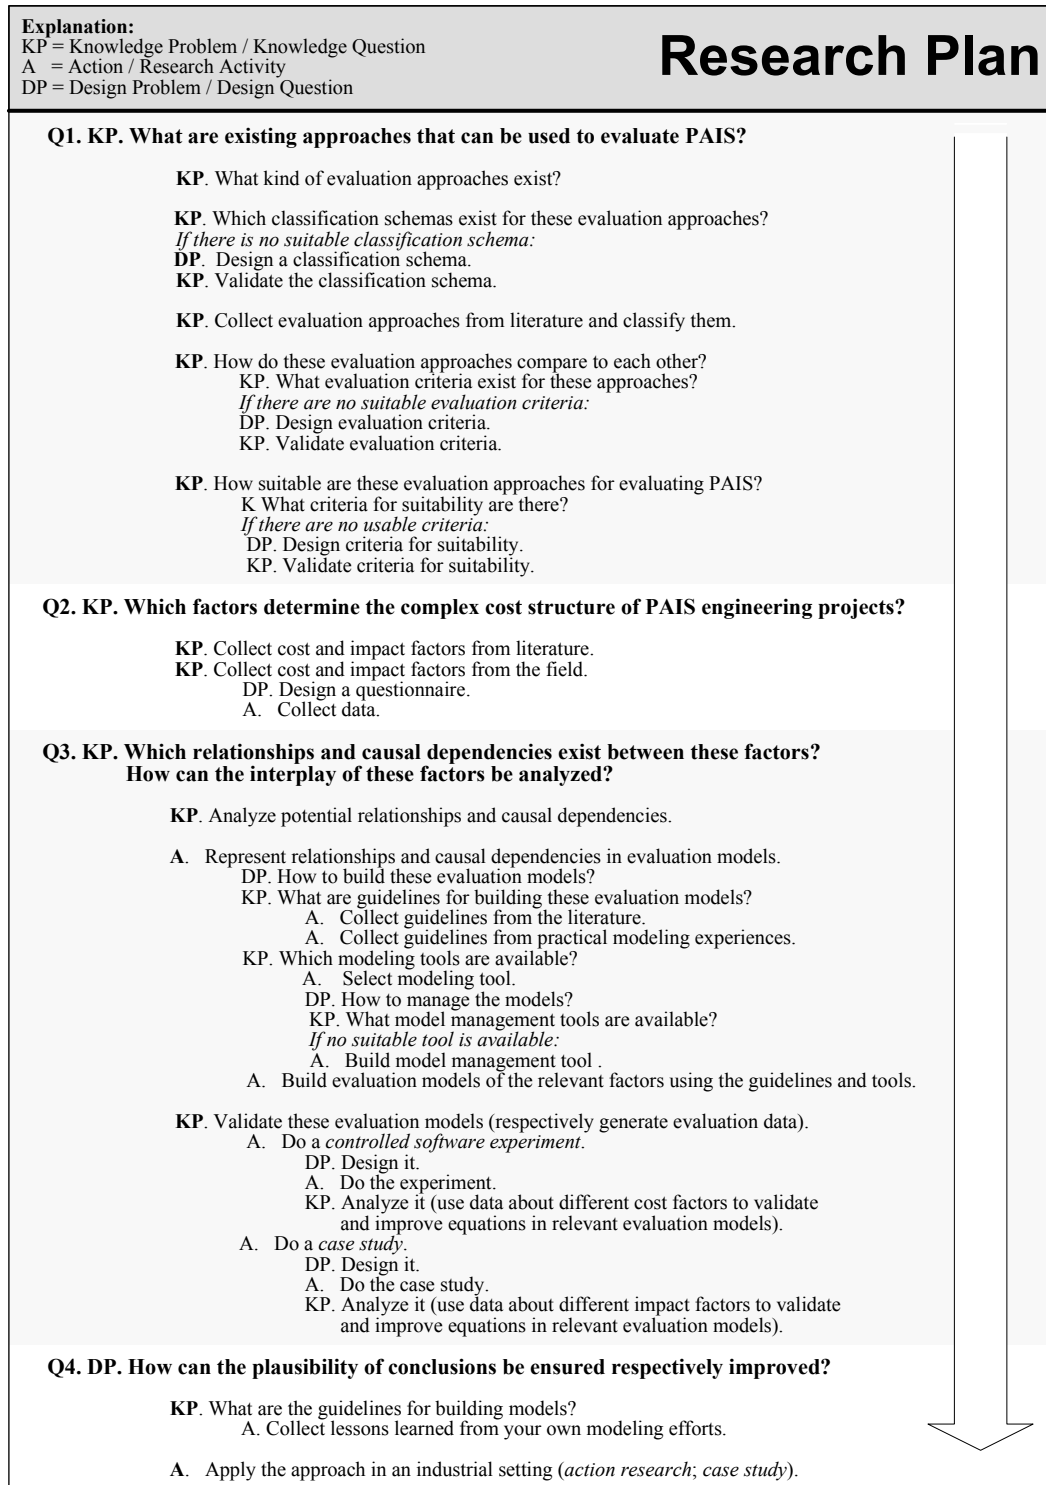 Explanation:
KP = Knowledge Problem / Knowledge Question
A = Action / Research Activity
DP = Design Problem / Design Question
Research Plan
Q1. KP. What are existing approaches that can be used to evaluate PAIS?
KP. What kind of evaluation approaches exist?
KP. Which classification schemas exist for these evaluation approaches?
If there is no suitable classification schema:
DP. Design a classification schema.
KP. Validate the classification schema.
KP. Collect evaluation approaches from literature and classify them.
KP. How do these evaluation approaches compare to each other?
KP. What evaluation criteria exist for these approaches?
If there are no suitable evaluation criteria:
DP. Design evaluation criteria.
KP. Validate evaluation criteria.
KP. How suitable are these evaluation approaches for evaluating PAIS?
K What criteria for suitability are there?
If there are no usable criteria:
DP. Design criteria for suitability.
KP. Validate criteria for suitability.
Q2. KP. Which factors determine the complex cost structure of PAIS engineering projects?
KP. Collect cost and impact factors from literature.
KP. Collect cost and impact factors from the field.
DP. Design a questionnaire.
A. Collect data.
Q3. KP. Which relationships and causal dependencies exist between these factors?
How can the interplay of these factors be analyzed?
KP. Analyze potential relationships and causal dependencies.
A. Represent relationships and causal dependencies in evaluation models.
DP. How to build these evaluation models?
KP. What are guidelines for building these evaluation models?
A. Collect guidelines from the literature.
A. Collect guidelines from practical modeling experiences.
KP. Which modeling tools are available?
A. Select modeling tool.
DP. How to manage the models?
KP. What model management tools are available?
If no suitable tool is available:
A. Build model management tool .
A. Build evaluation models of the relevant factors using the guidelines and tools.
KP. Validate these evaluation models (respectively generate evaluation data).
A. Do a controlled software experiment.
DP. Design it.
A. Do the experiment.
KP. Analyze it (use data about different cost factors to validate
and improve equations in relevant evaluation models).
A. Do a case study.
DP. Design it.
A. Do the case study.
KP. Analyze it (use data about different impact factors to validate
and improve equations in relevant evaluation models).
Q4. DP. How can the plausibility of conclusions be ensured respectively improved?
KP. What are the guidelines for building models?
A. Collect lessons learned from your own modeling efforts.
A. Apply the approach in an industrial setting (action research; case study).